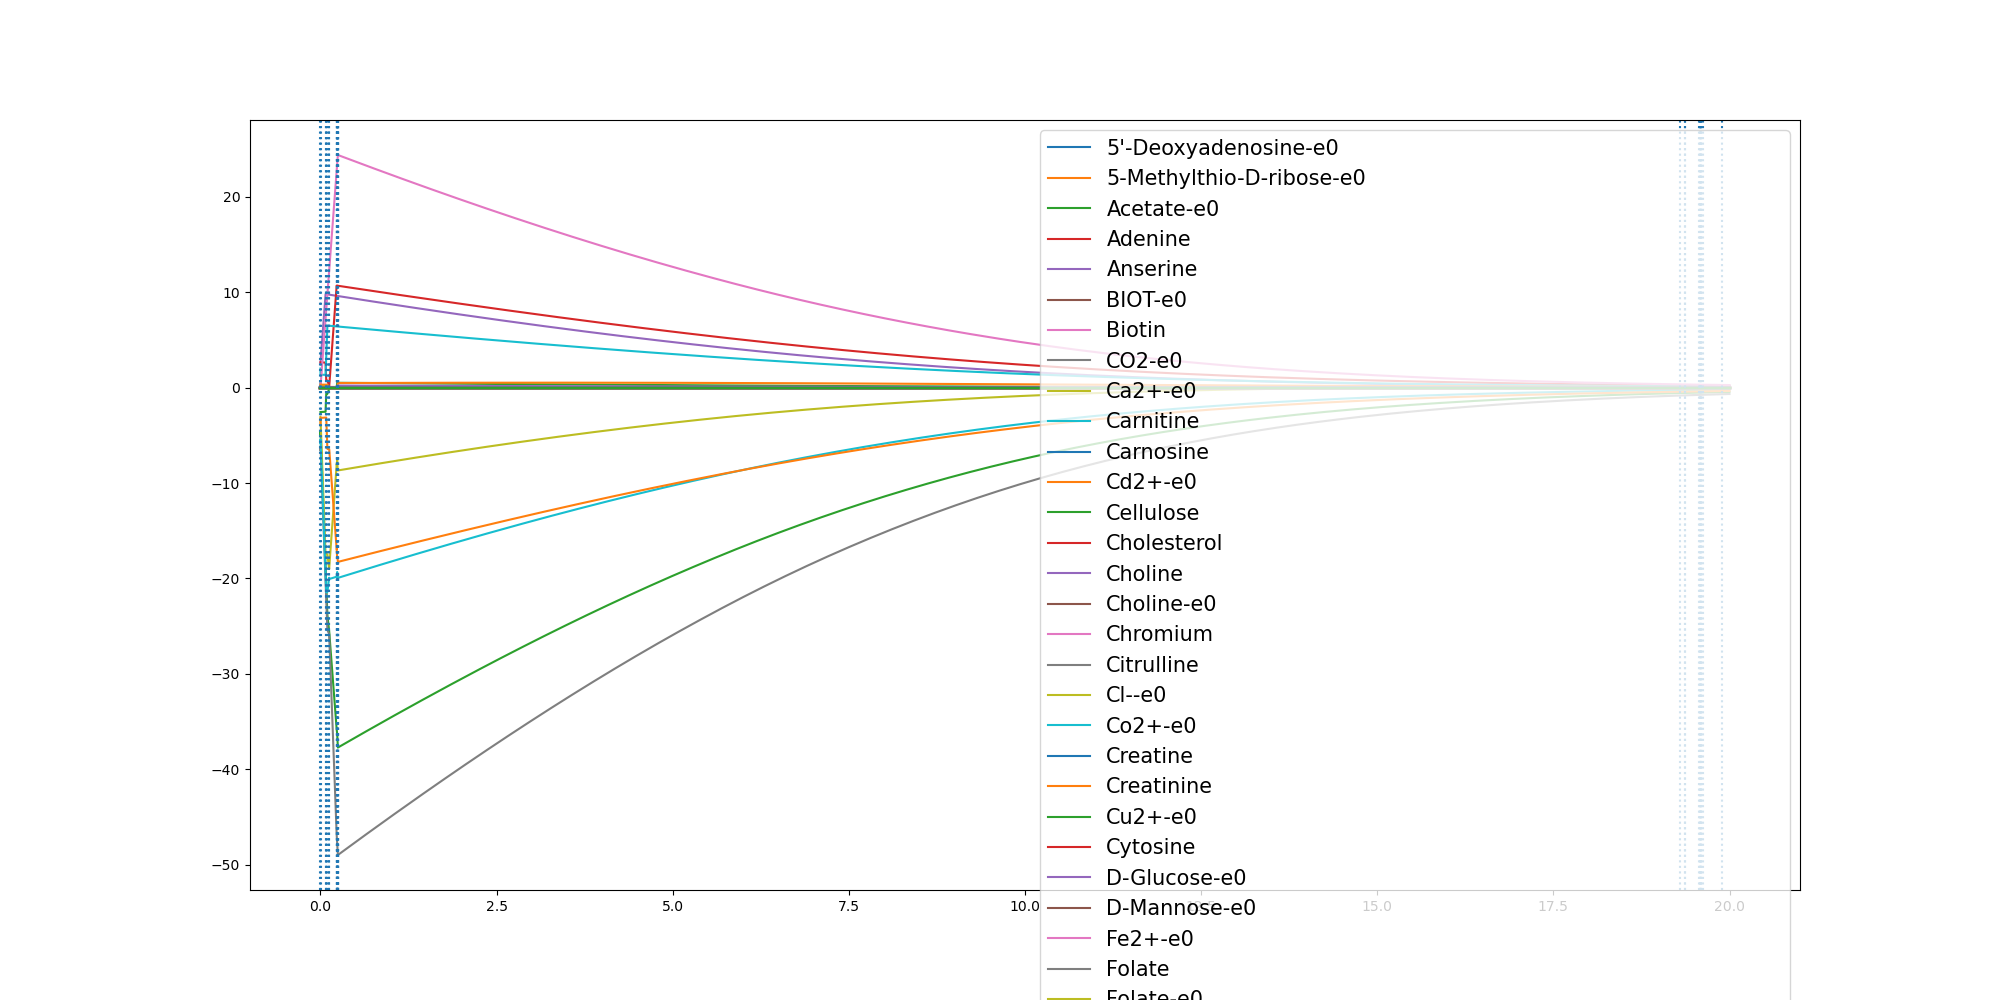 20
10
0
−10
−20
−30
−40
−50
0.0
2.5
5.0
7.5
10.0
15.0
17.5
20.0
5'-Deoxyadenosine-e0
5-Methylthio-D-ribose-e0
Acetate-e0
Adenine
Anserine
BIOT-e0
Biotin
CO2-e0
Ca2+-e0
Carnitine
Carnosine
Cd2+-e0
Cellulose
Cholesterol
Choline
Choline-e0
Chromium
Citrulline
Cl--e0
Co2+-e0
Creatine
Creatinine
Cu2+-e0
Cytosine
D-Glucose-e0
D-Mannose-e0
Fe2+-e0
Folate
Folate-e0